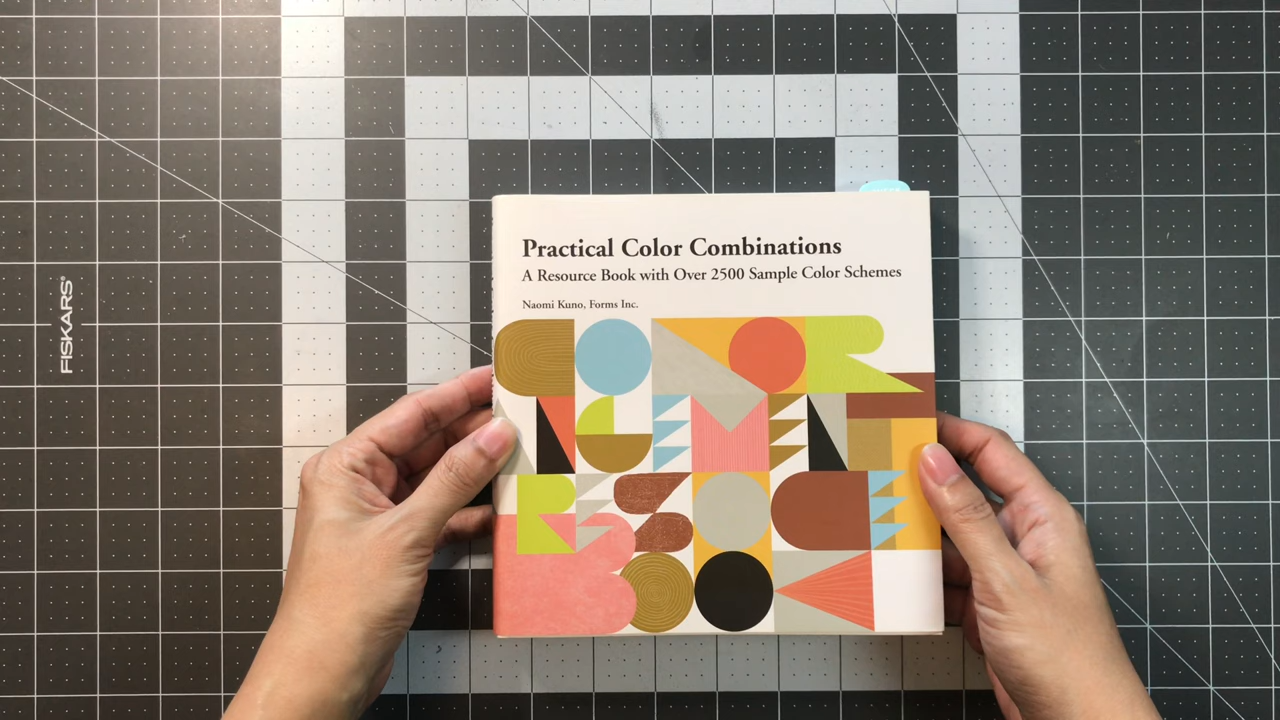 FISKARS®
Practical Color Combinations
A Resource Book with Over 2500 Sample Color Schemes
Naomi Kuno, Forms Inc.